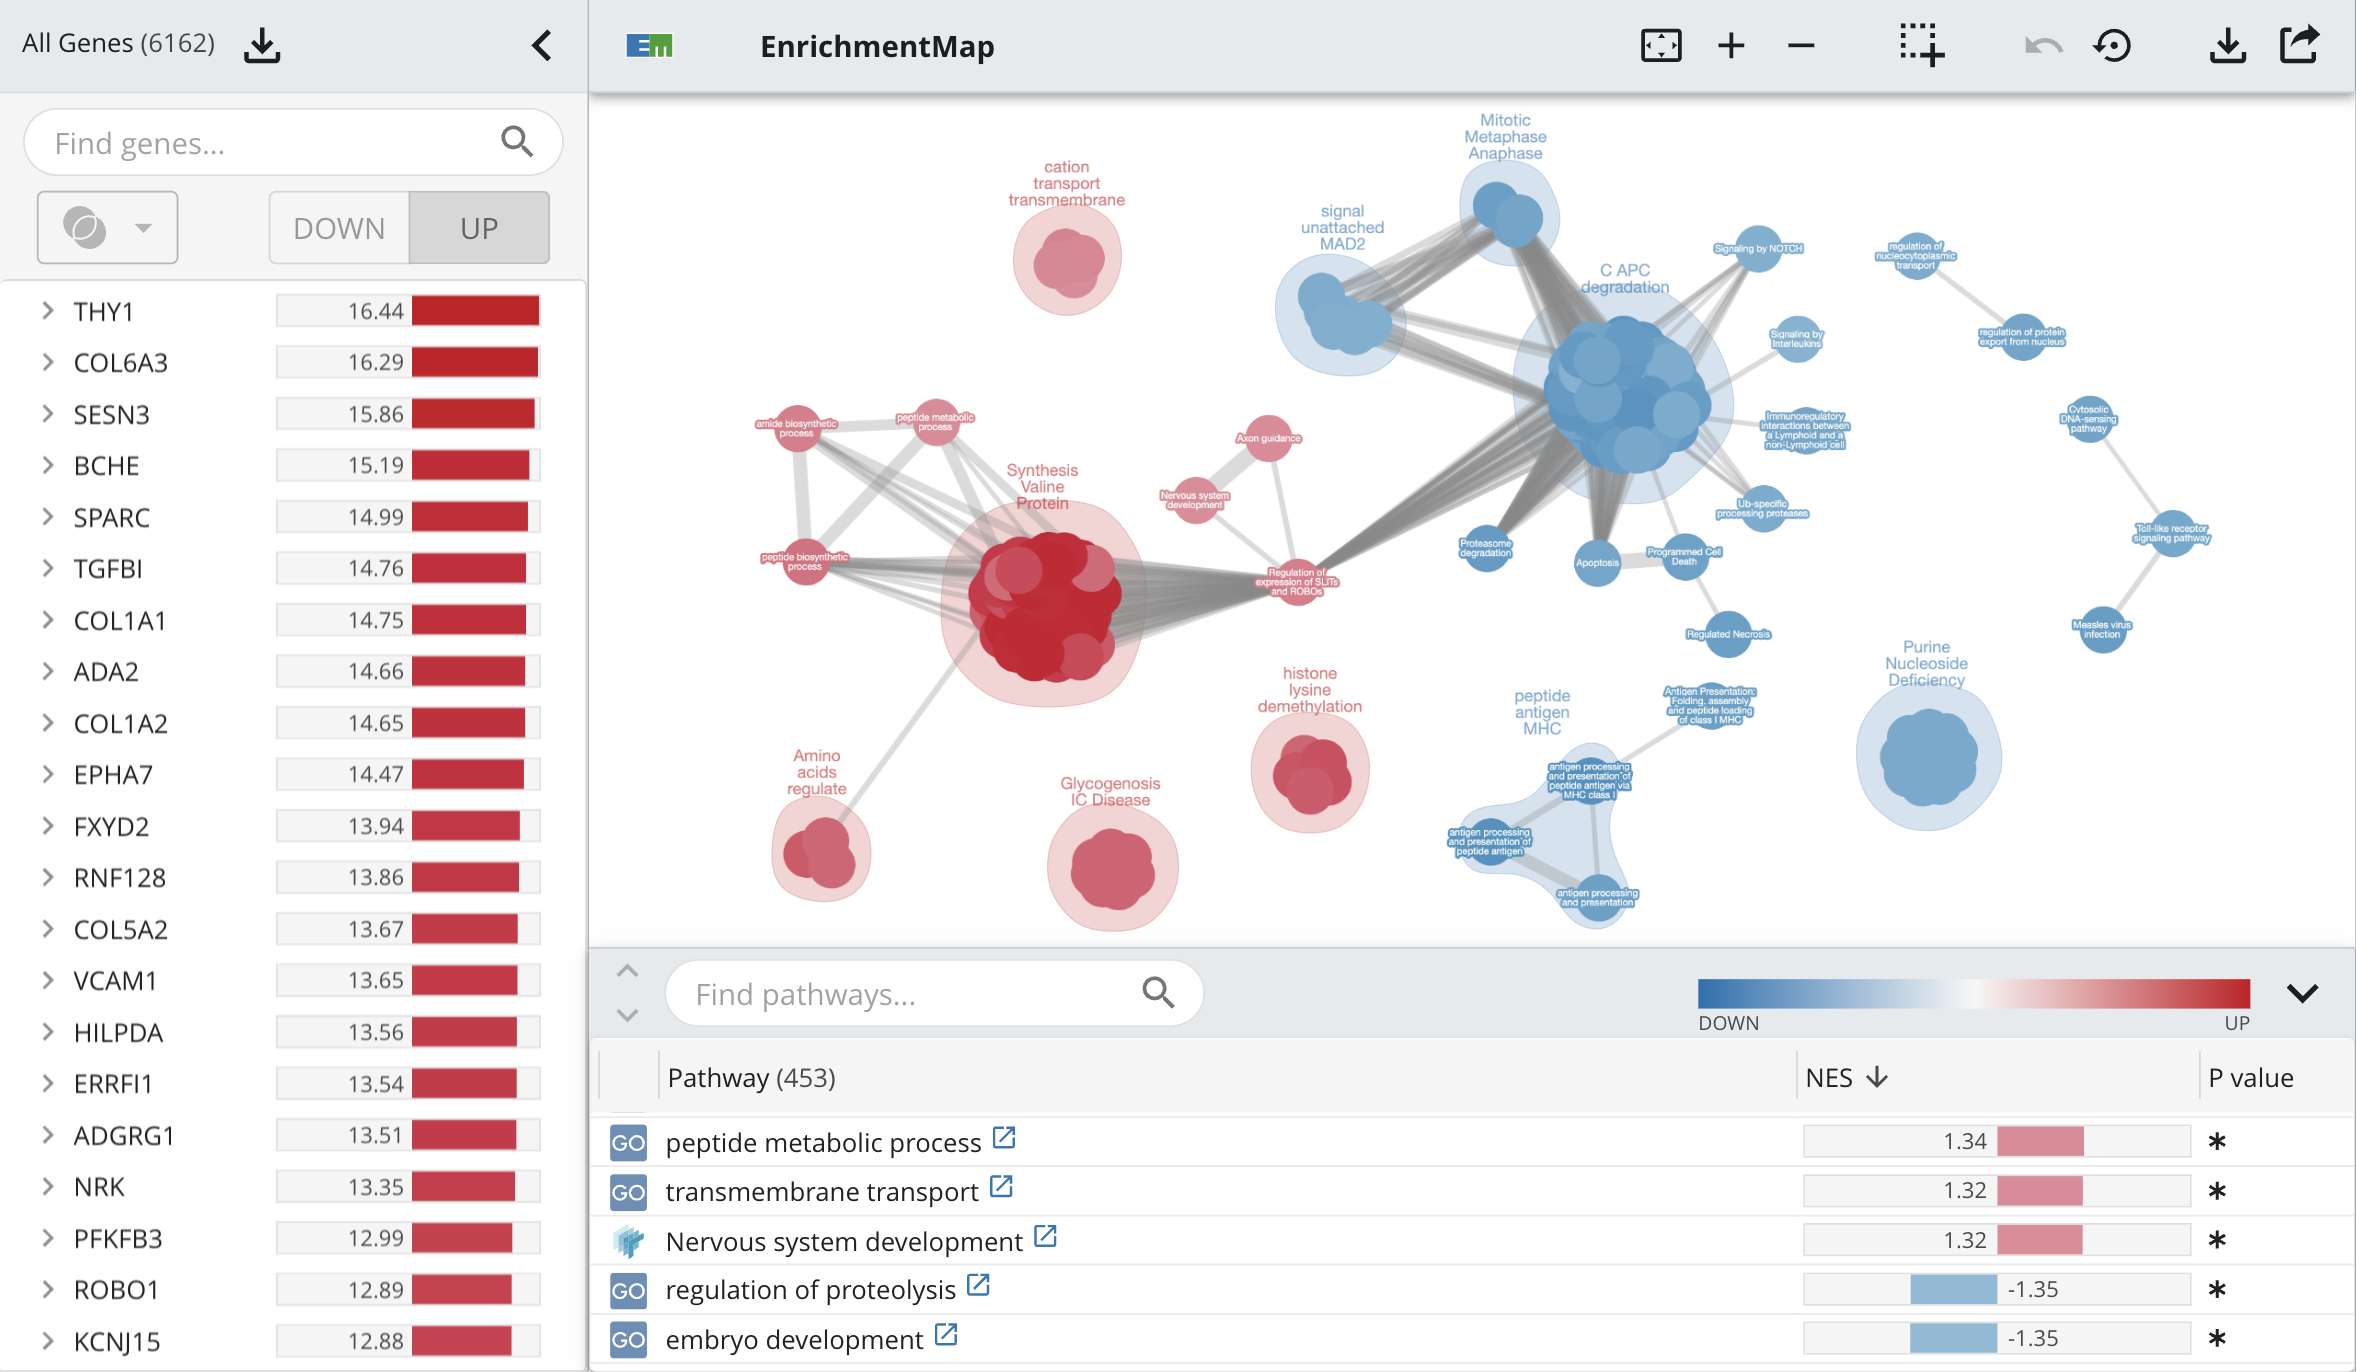 All Genes (6162)
Find genes...
DOWN
UP
THY1 16.44
COL6A3 16.29
SESN3 15.86
BCHE 15.19
SPARC 14.99
TGFBI 14.76
COL1A1 14.75
ADA2 14.66
COL1A2 14.65
EPHA7 14.47
FXYD2 13.94
RNF128 13.86
COL5A2 13.67
VCAM1 13.65
HILPDA 13.56
ERRFI1 13.54
ADGRG1 13.51
NRK 13.35
PFKFB3 12.99
ROBO1 12.89
KCNJ15 12.88
Em
EnrichmentMap
Mitotic
Metaphase
Anaphase
cation
transport
transmembrane
signal
unattached
MAD2
C APC
degradation
Signaling by NOTCH
regulation of
nucleocytoplasmic
transport
Signaling by
Interleukins
regulation of protein
export from nucleus
amide biosynthetic
process
peptide metabolic
process
Axon guidance
Immunoregulatory
interactions between
a Lymphoid and a
non-Lymphoid cell
Cytosolic
DNA-sensing
pathway
Synthesis
Valine
Protein
Nervous system
development
Ub-specific
processing proteases
Toll-like receptor
signaling pathway
peptide biosynthetic
process
Regulation of
expression of SLITs
and ROBOs
Proteasome
degradation
Apoptosis
Programmed Cell
Death
Regulated Necrosis
Measles virus
infection
Purine
Nucleoside
Deficiency
histone
lysine
demethylation
peptide
antigen
MHC
Antigen Presentation:
Folding, assembly
and peptide loading
of class I MHC
Amino
acids
regulate
Glycogenosis
IC Disease
antigen processing
and presentation of
peptide antigen via
MHC class I
antigen processing
and presentation of
peptide antigen
antigen processing
and presentation
Find pathways...
DOWN
UP
Pathway (453) NES P value
GO peptide metabolic process 1.34 *
GO transmembrane transport 1.32 *
Nervous system development 1.32 *
GO regulation of proteolysis -1.35 *
GO embryo development -1.35 *